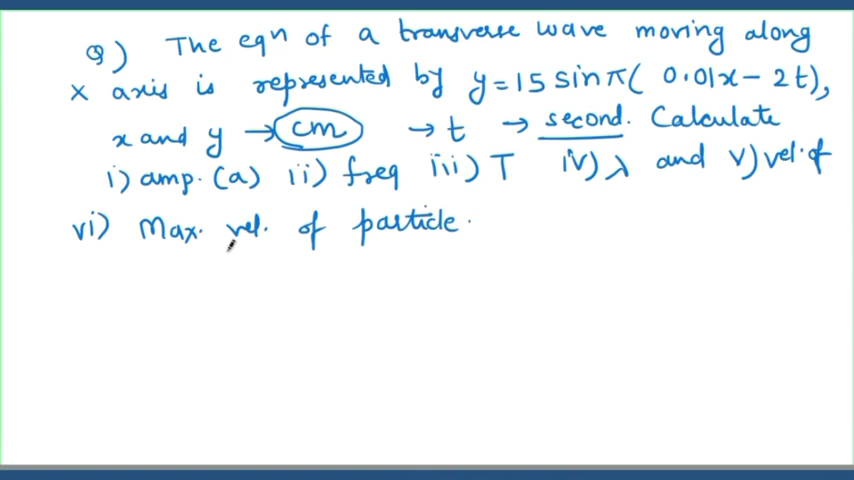 Q) The eqn of a transverse wave moving along
x axis is represented by y=15 sinπ( 0.01x- 2t),
x and y → cm → t → second. Calculate
i) amp. (a) ii) freq iii) T iv) λ and v) vel. of
vi) Max. vel. of particle.